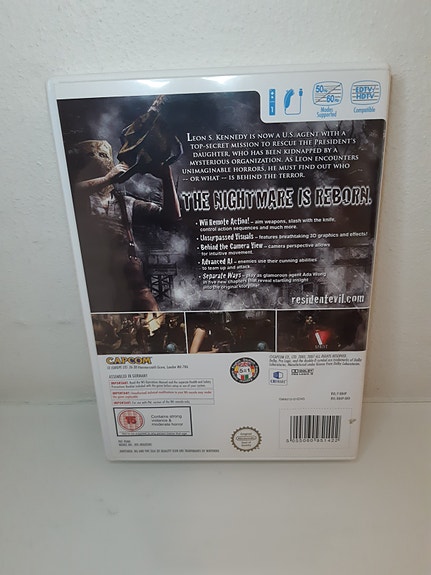 50Hz
60Hz
EDTV/
HDTV
Modes
Supported
Compatible
LEON S. KENNEDY IS NOW A U.S. AGENT WITH A
TOP-SECRET MISSION TO RESCUE THE PRESIDENT'S
DAUGHTER, WHO HAS BEEN KIDNAPPED BY A
MYSTERIOUS ORGANIZATION. AS LEON ENCOUNTERS
UNIMAGINABLE HORRORS, HE MUST FIND OUT WHO
—OR WHAT — IS BEHIND THE TERROR.
THE NIGHTMARE IS REBORN.
• Wii Remote Action! – aim weapons, slash with the knife,
control action sequences and much more.
• Unsurpassed Visuals – features breathtaking 3D graphics and effects!
• Behind the Camera View – camera perspective allows
for intuitive movement.
• Advanced AI – enemies use their cunning abilities
to team up and attack.
• Separate Ways – play as glamorous agent Ada Wong
in five new chapters that reveal startling insight
into the original storyline!
residentevil.com
CAPCOM
ASSEMBLED IN GERMANY
Contains strong
violence &
moderate horror
Nintendo
5 055060 951422